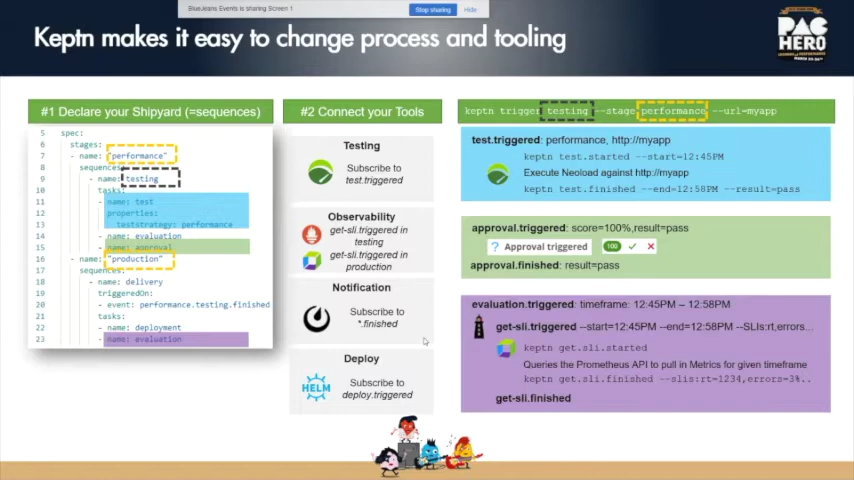 BlueJeans Events is sharing Screen 1
Stop sharing
Hide
Keptn makes it easy to change process and tooling
PAC
HERO
#1 Declare your Shipyard (=sequences)
5 spec:
6 stages:
7 - name: "performance"
8 sequences:
9 - name: testing
10 tasks:
11 - name: test
12 properties:
13 teststrategy: performance
14 - name: evaluation
15 - name: approval
16 - name: "production"
17 sequences:
18 - name: delivery
19 triggeredOn:
20 - event: performance.testing.finished
21 tasks:
22 - name: deployment
23 - name: evaluation
#2 Connect your Tools
Testing
Subscribe to
test.triggered
Observability
get-sli.triggered in
testing
get-sli.triggered in
production
Notification
Subscribe to
*.finished
Deploy
HELM
Subscribe to
deploy.triggered
keptn trigger testing --stage performance --url=myapp
test.triggered: performance, http://myapp
keptn test.started --start=12:45PM
Execute Neoload against http://myapp
keptn test.finished --end=12:58PM --result=pass
approval.triggered: score=100%,result=pass
? Approval triggered 100 ✓ ✕
approval.finished: result=pass
evaluation.triggered: timeframe: 12:45PM – 12:58PM
get-sli.triggered --start=12:45PM --end=12:58PM --SLIs:rt,errors...
keptn get.sli.started
Queries the Prometheus API to pull in Metrics for given timeframe
keptn get.sli.finished --slis:rt=1234,errors=3%..
get-sli.finished